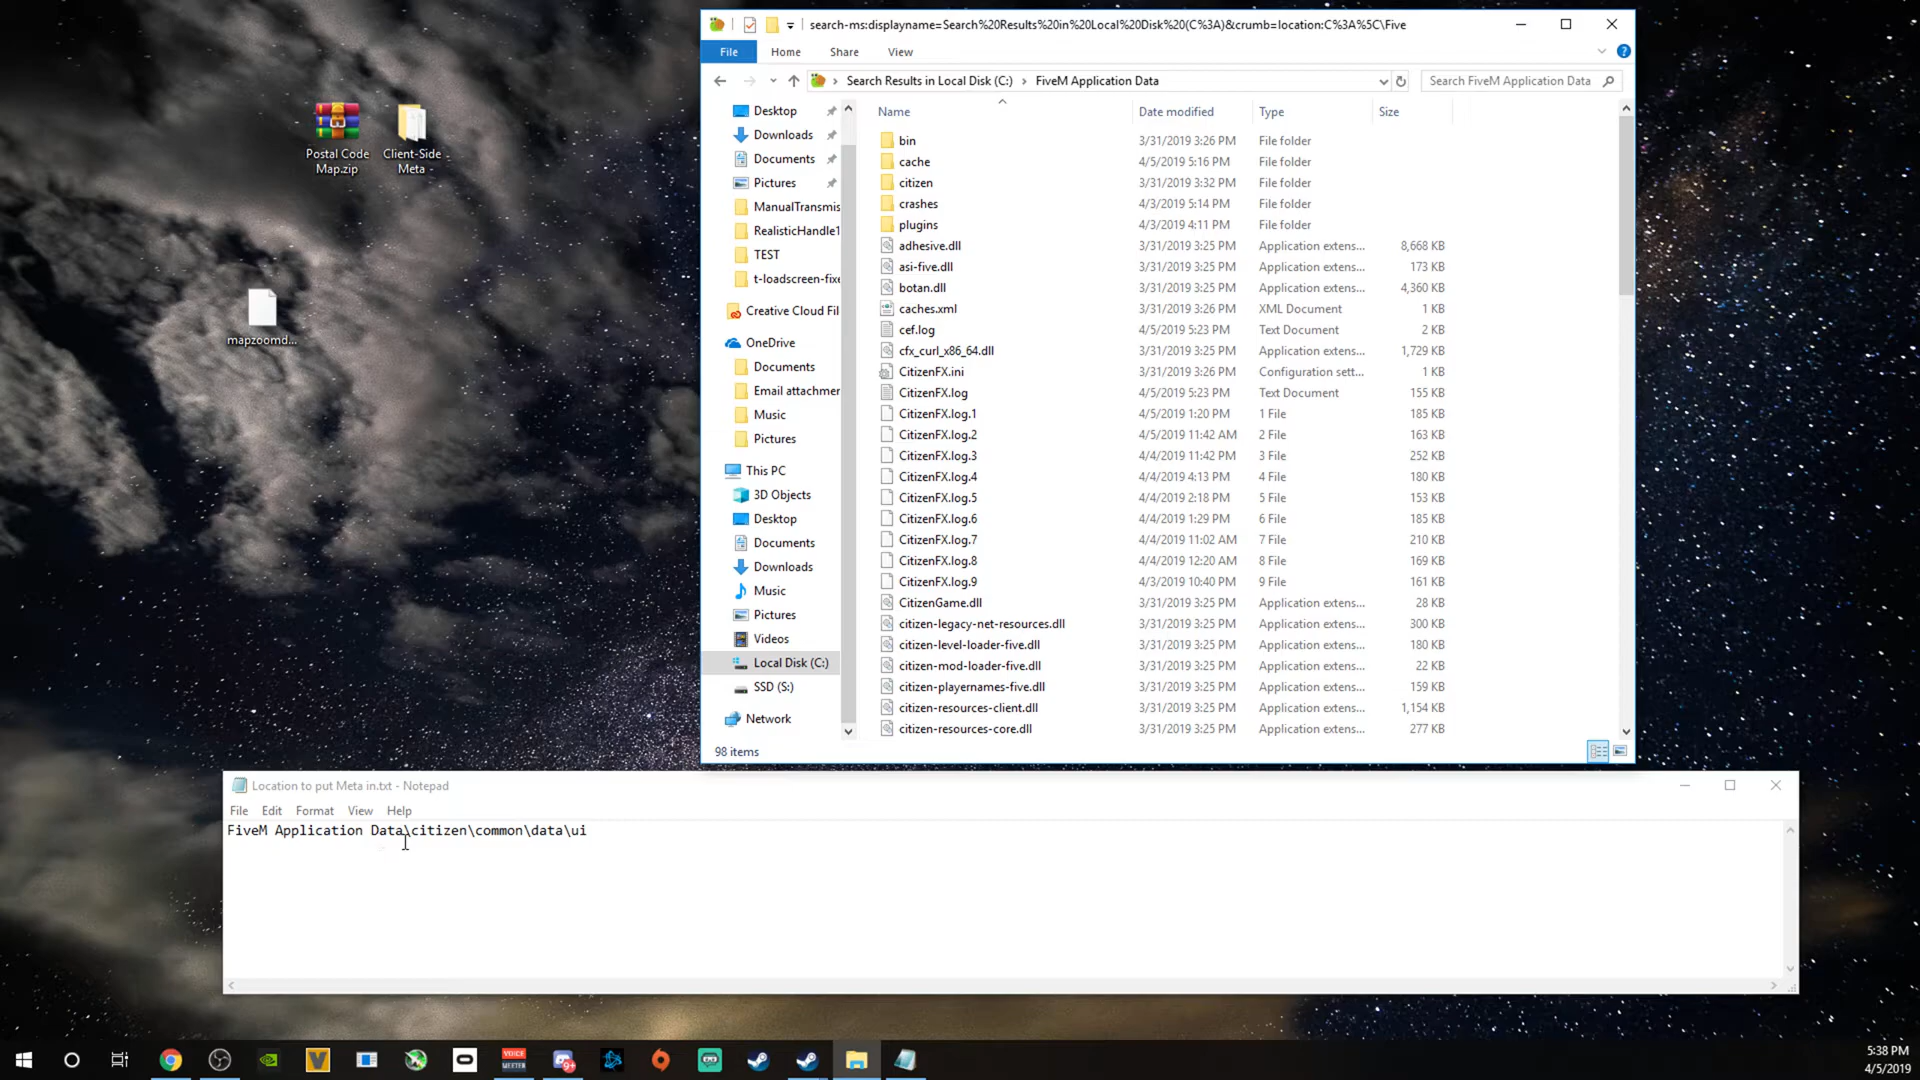 search-ms:displayname=Search%20Results%20in%20Local%20Disk%20(C%3A)&crumb=location:C%3A%5C\Five
File Home Share View
Search Results in Local Disk (C:) FiveM Application Data
Search FiveM Application Data
Desktop
Downloads
Documents
Pictures
ManualTransmis
RealisticHandle1
TEST
t-loadscreen-fixe
Creative Cloud Fil
OneDrive
Documents
Email attachmer
Music
Pictures
This PC
3D Objects
Desktop
Documents
Downloads
Music
Pictures
Videos
Local Disk (C:)
SSD (S:)
Network
Name Date modified Type Size
bin 3/31/2019 3:26 PM File folder
cache 4/5/2019 5:16 PM File folder
citizen 3/31/2019 3:32 PM File folder
crashes 4/3/2019 5:14 PM File folder
plugins 4/3/2019 4:11 PM File folder
adhesive.dll 3/31/2019 3:25 PM Application extens... 8,668 KB
asi-five.dll 3/31/2019 3:25 PM Application extens... 173 KB
botan.dll 3/31/2019 3:25 PM Application extens... 4,360 KB
caches.xml 3/31/2019 3:26 PM XML Document 1 KB
cef.log 4/5/2019 5:23 PM Text Document 2 KB
cfx_curl_x86_64.dll 3/31/2019 3:25 PM Application extens... 1,729 KB
CitizenFX.ini 3/31/2019 3:26 PM Configuration sett... 1 KB
CitizenFX.log 4/5/2019 5:23 PM Text Document 155 KB
CitizenFX.log.1 4/5/2019 1:20 PM 1 File 185 KB
CitizenFX.log.2 4/5/2019 11:42 AM 2 File 163 KB
CitizenFX.log.3 4/4/2019 11:42 PM 3 File 252 KB
CitizenFX.log.4 4/4/2019 4:13 PM 4 File 180 KB
CitizenFX.log.5 4/4/2019 2:18 PM 5 File 153 KB
CitizenFX.log.6 4/4/2019 1:29 PM 6 File 185 KB
CitizenFX.log.7 4/4/2019 11:02 AM 7 File 210 KB
CitizenFX.log.8 4/4/2019 12:20 AM 8 File 169 KB
CitizenFX.log.9 4/3/2019 10:40 PM 9 File 161 KB
CitizenGame.dll 3/31/2019 3:25 PM Application extens... 28 KB
citizen-legacy-net-resources.dll 3/31/2019 3:25 PM Application extens... 300 KB
citizen-level-loader-five.dll 3/31/2019 3:25 PM Application extens... 180 KB
citizen-mod-loader-five.dll 3/31/2019 3:25 PM Application extens... 22 KB
citizen-playernames-five.dll 3/31/2019 3:25 PM Application extens... 159 KB
citizen-resources-client.dll 3/31/2019 3:25 PM Application extens... 1,154 KB
citizen-resources-core.dll 3/31/2019 3:25 PM Application extens... 277 KB
98 items
Postal Code
Map.zip
Client-Side
Meta -
mapzoomd...
Location to put Meta in.txt - Notepad
File Edit Format View Help
FiveM Application Data\citizen\common\data\ui
VOICE
MEETER
5:38 PM
4/5/2019